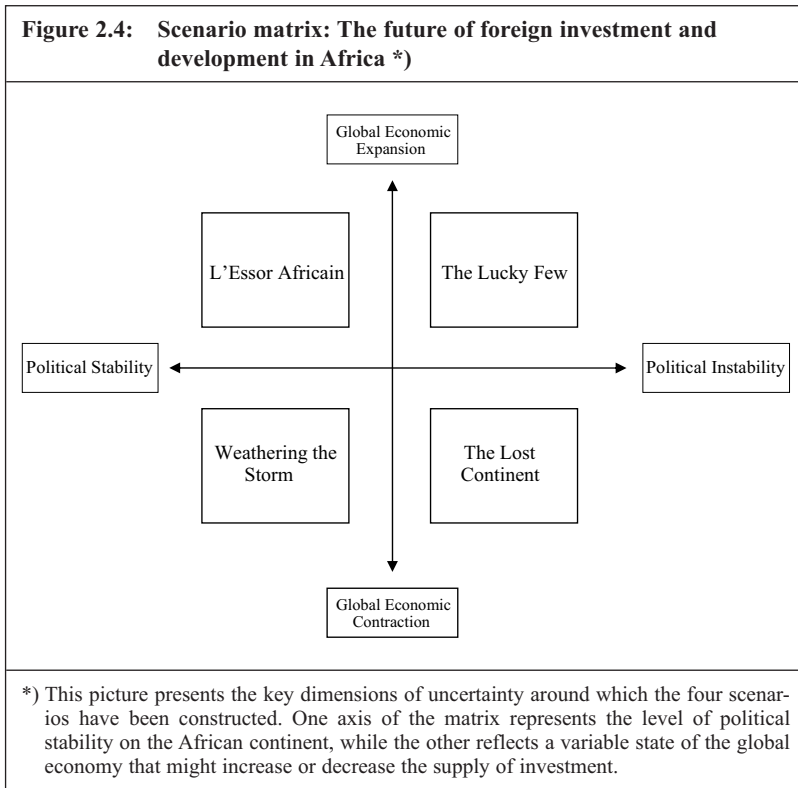 Figure 2.4: Scenario matrix: The future of foreign investment and
development in Africa *)
Global Economic
Expansion
L’Essor Africain
The Lucky Few
Political Stability
Political Instability
Weathering the
Storm
The Lost
Continent
Global Economic
Contraction
*) This picture presents the key dimensions of uncertainty around which the four scenar-
ios have been constructed. One axis of the matrix represents the level of political
stability on the African continent, while the other reflects a variable state of the global
economy that might increase or decrease the supply of investment.